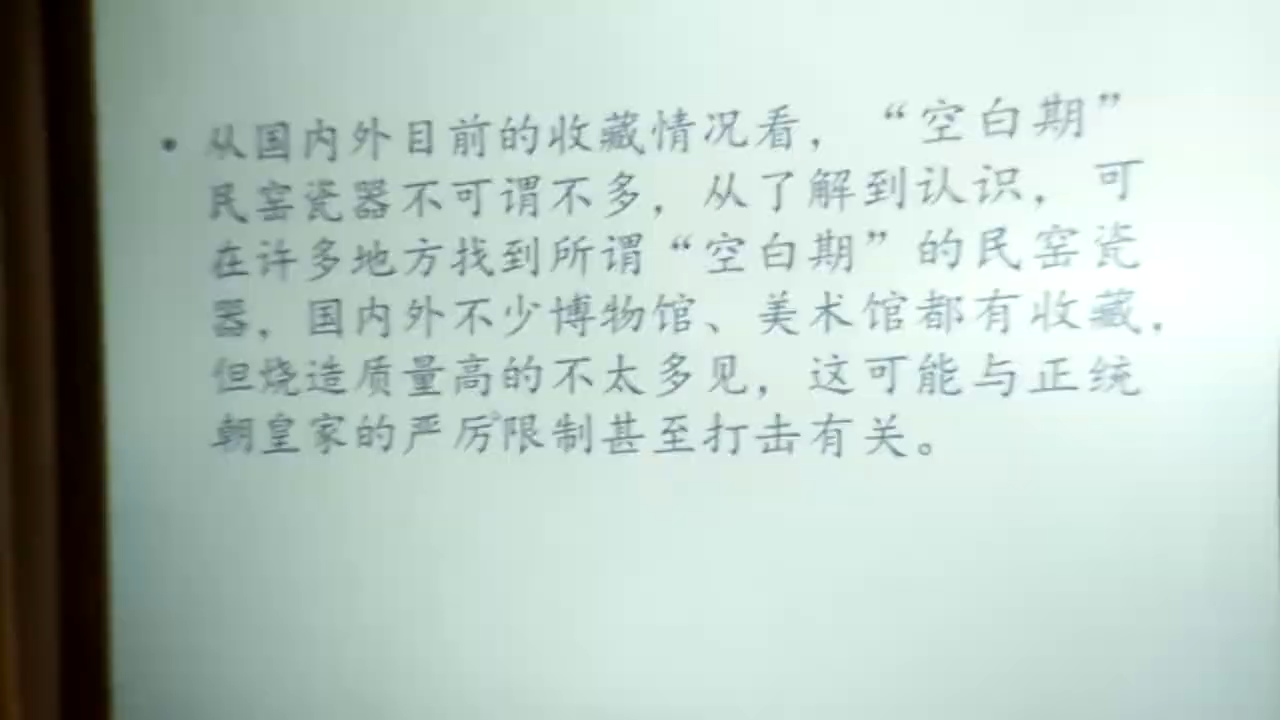 • 从国内外目前的收藏情况看，“空白期”
民窑瓷器不可谓不多，从了解到认识，可
在许多地方找到所谓“空白期”的民窑瓷
器，国内外不少博物馆、美术馆都有收藏，
但烧造质量高的不太多见，这可能与正统
朝皇家的严厉限制甚至打击有关。